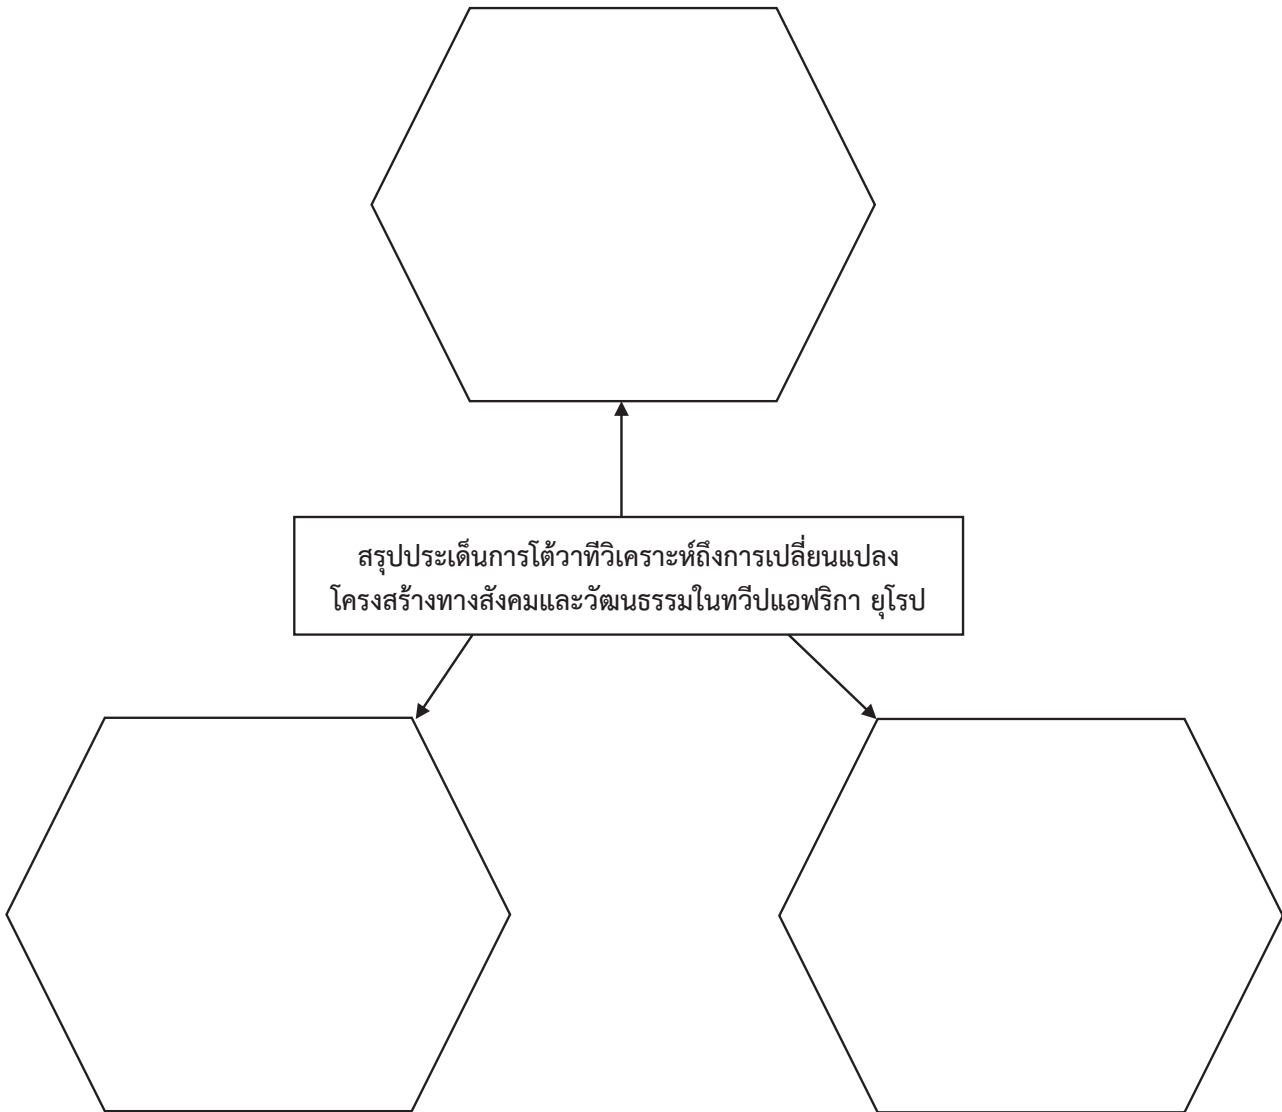 สรุปประเด็นการโต้วาทีวิเคราะห์ถึงการเปลี่ยนแปลง
โครงสร้างทางสังคมและวัฒนธรรมในทวีปแอฟริกา ยุโรป